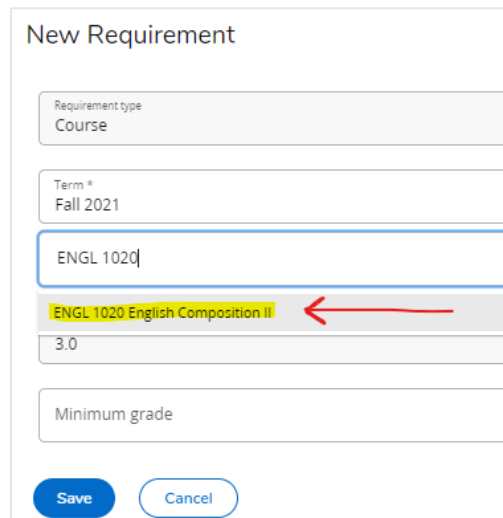 New Requirement
Requirement type
Course
Term *
Fall 2021
ENGL 1020
ENGL 1020 English Composition II
3.0
Minimum grade
Save
Cancel